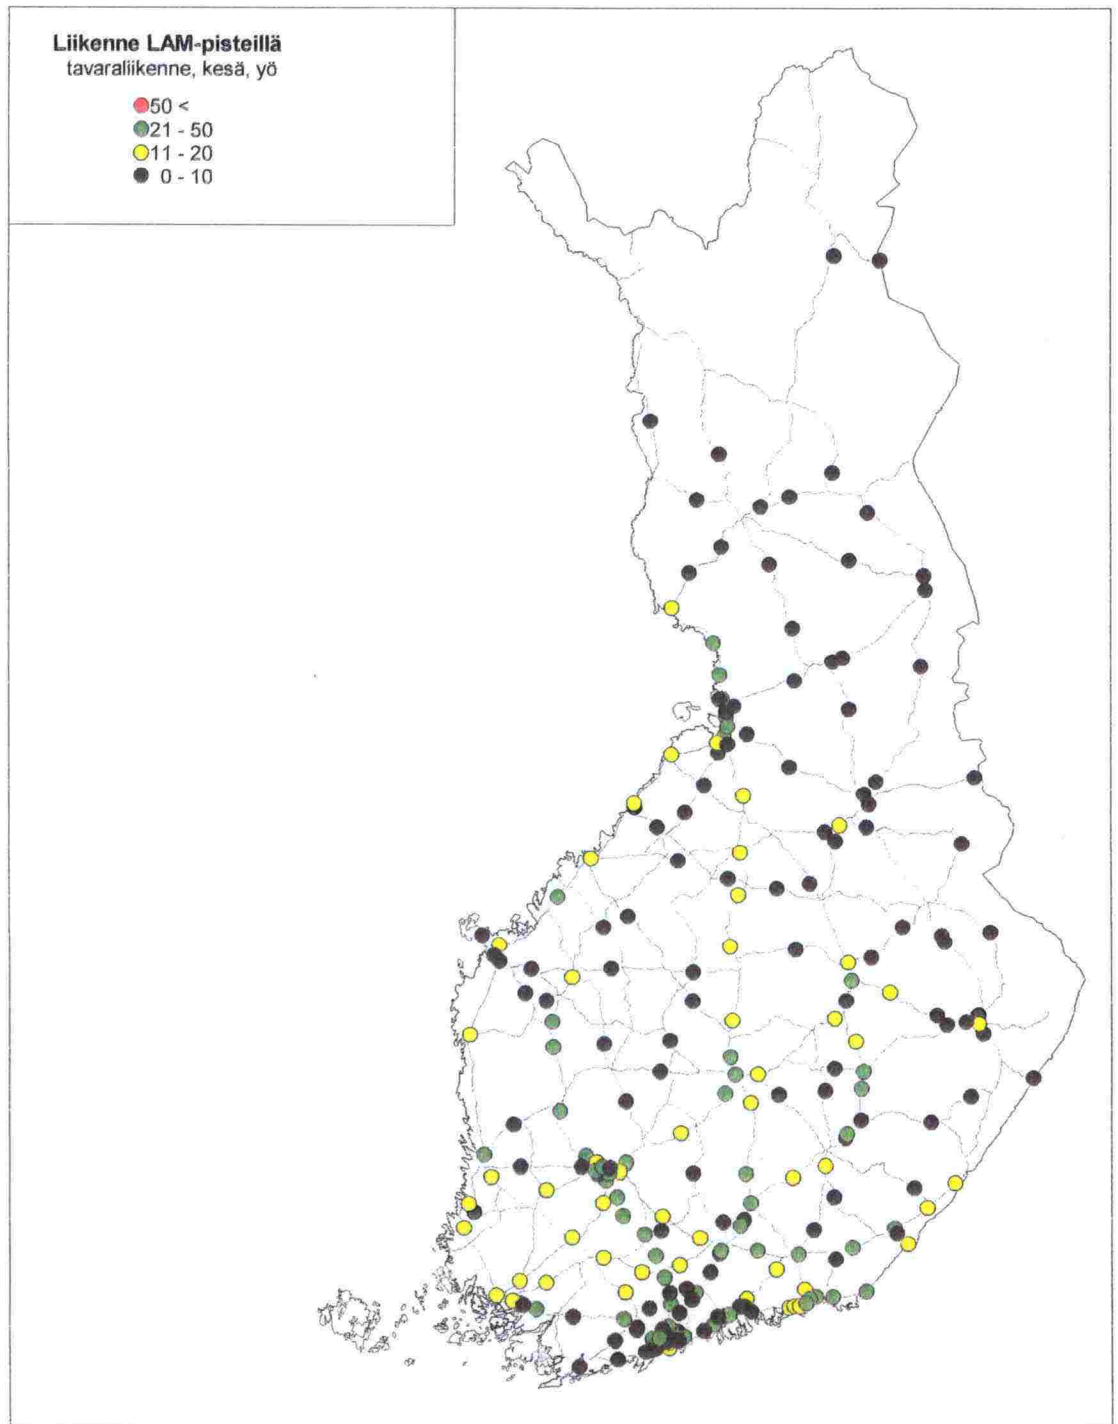 Liikenne LAM-pisteillä
tavaraliikenne, kesä, yö
50 <
21 - 50
11 - 20
0 - 10